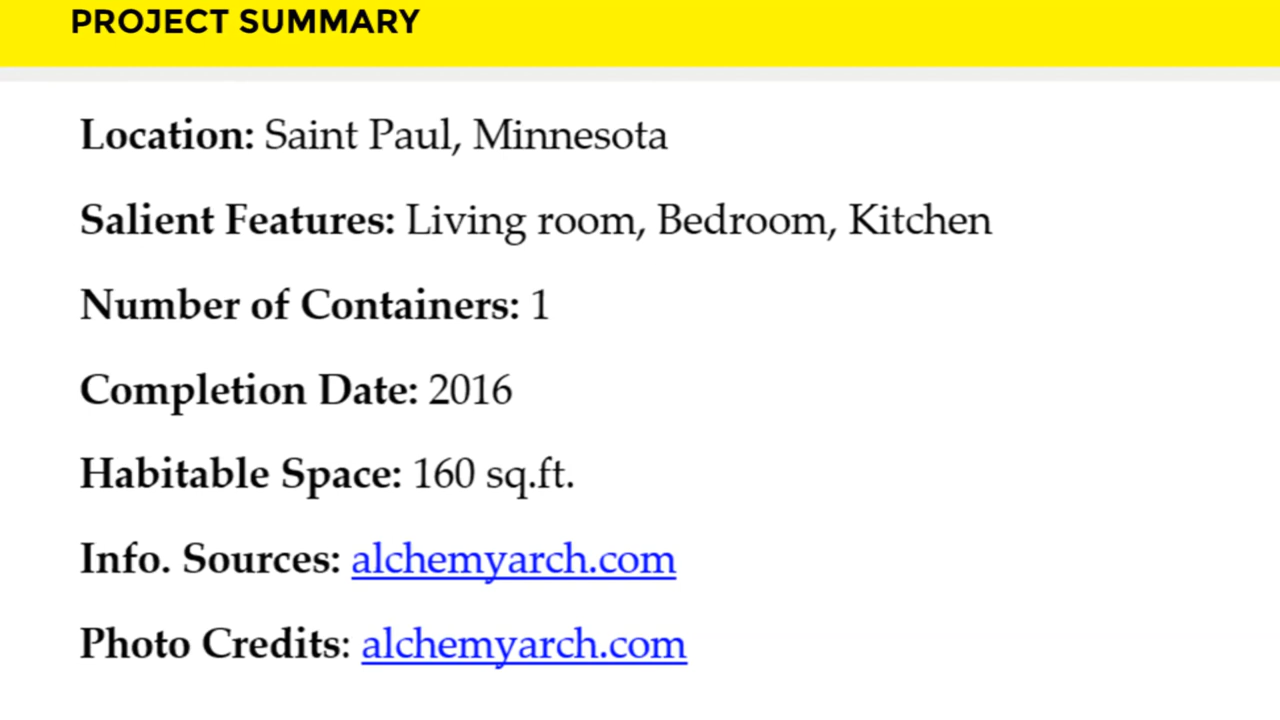 PROJECT SUMMARY
Location: Saint Paul, Minnesota
Salient Features: Living room, Bedroom, Kitchen
Number of Containers: 1
Completion Date: 2016
Habitable Space: 160 sq.ft.
Info. Sources: alchemyarch.com
Photo Credits: alchemyarch.com